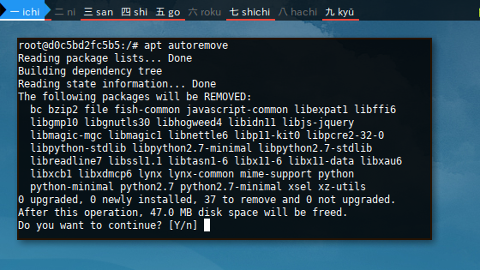 一 ichi 二 ni 三 san 四 shi 五 go 六 roku 七 shichi 八 hachi 九 kyū
root@d0c5bd2fc5b5:/# apt autoremove
Reading package lists... Done
Building dependency tree
Reading state information... Done
The following packages will be REMOVED:
bc bzip2 file fish-common javascript-common libexpat1 libffi6
libgmp10 libgnutls30 libhogweed4 libidn11 libjs-jquery
libmagic-mgc libmagic1 libnettle6 libp11-kit0 libpcre2-32-0
libpython-stdlib libpython2.7-minimal libpython2.7-stdlib
libreadline7 libssl1.1 libtasn1-6 libx11-6 libx11-data libxau6
libxcb1 libxdmcp6 lynx lynx-common mime-support python
python-minimal python2.7 python2.7-minimal xsel xz-utils
0 upgraded, 0 newly installed, 37 to remove and 0 not upgraded.
After this operation, 47.0 MB disk space will be freed.
Do you want to continue? [Y/n]